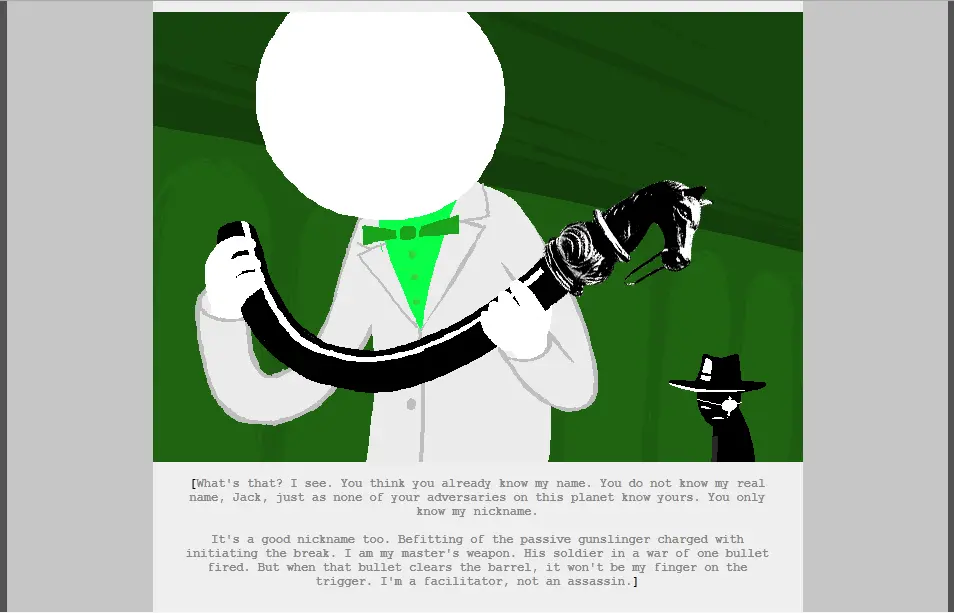 [What's that? I see. You think you already know my name. You do not know my real
name, Jack, just as none of your adversaries on this planet know yours. You only
know my nickname.
It's a good nickname too. Befitting of the passive gunslinger charged with
initiating the break. I am my master's weapon. His soldier in a war of one bullet
fired. But when that bullet clears the barrel, it won't be my finger on the
trigger. I'm a facilitator, not an assassin.]